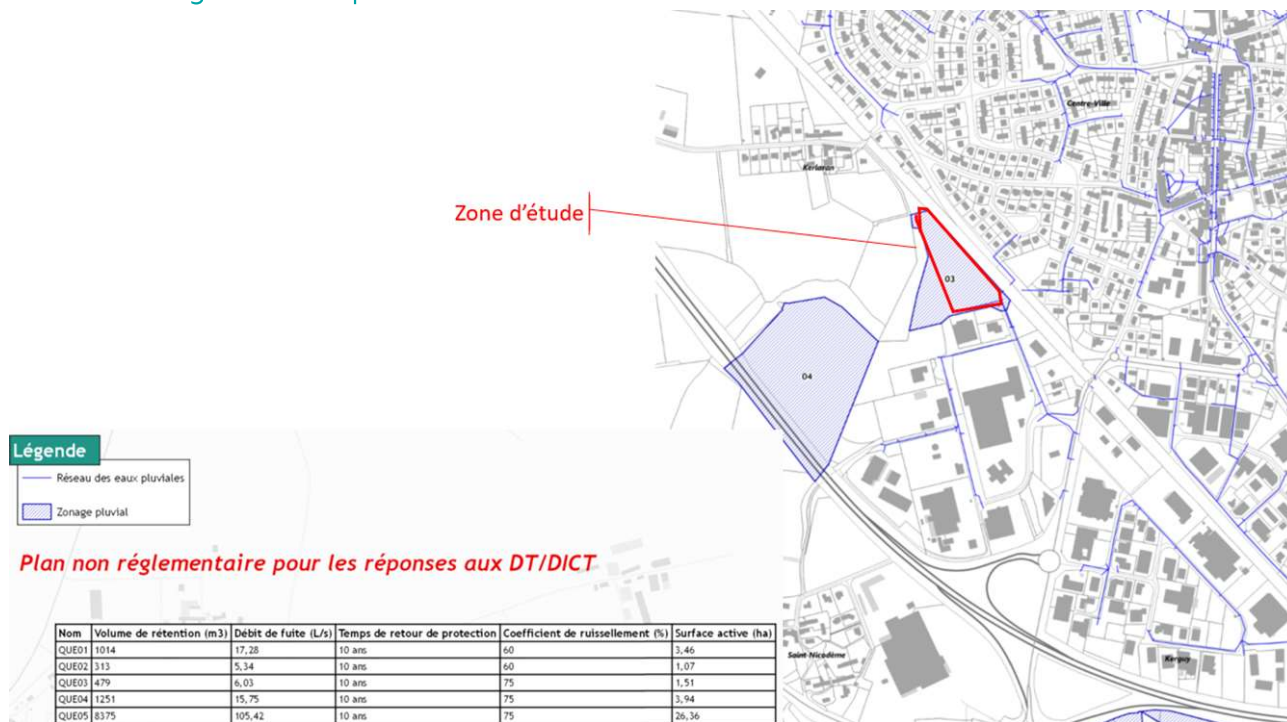 Centre-Ville
Kerlaran
Zone d'étude
03
04
Légende
Réseau des eaux pluviales
Zonage pluvial
Plan non réglementaire pour les réponses aux DT/DICT
Nom Volume de rétention (m3) Débit de fuite (L/s) Temps de retour de protection Coefficient de ruissellement (%) Surface active (ha)
QUE01 1014 17,28 10 ans 60 3,46
QUE02 313 5,34 10 ans 60 1,07
QUE03 479 6,03 10 ans 75 1,51
QUE04 1251 15,75 10 ans 75 3,94
QUE05 8375 105,42 10 ans 75 26,36
Saint-Nicodème
Kerguy